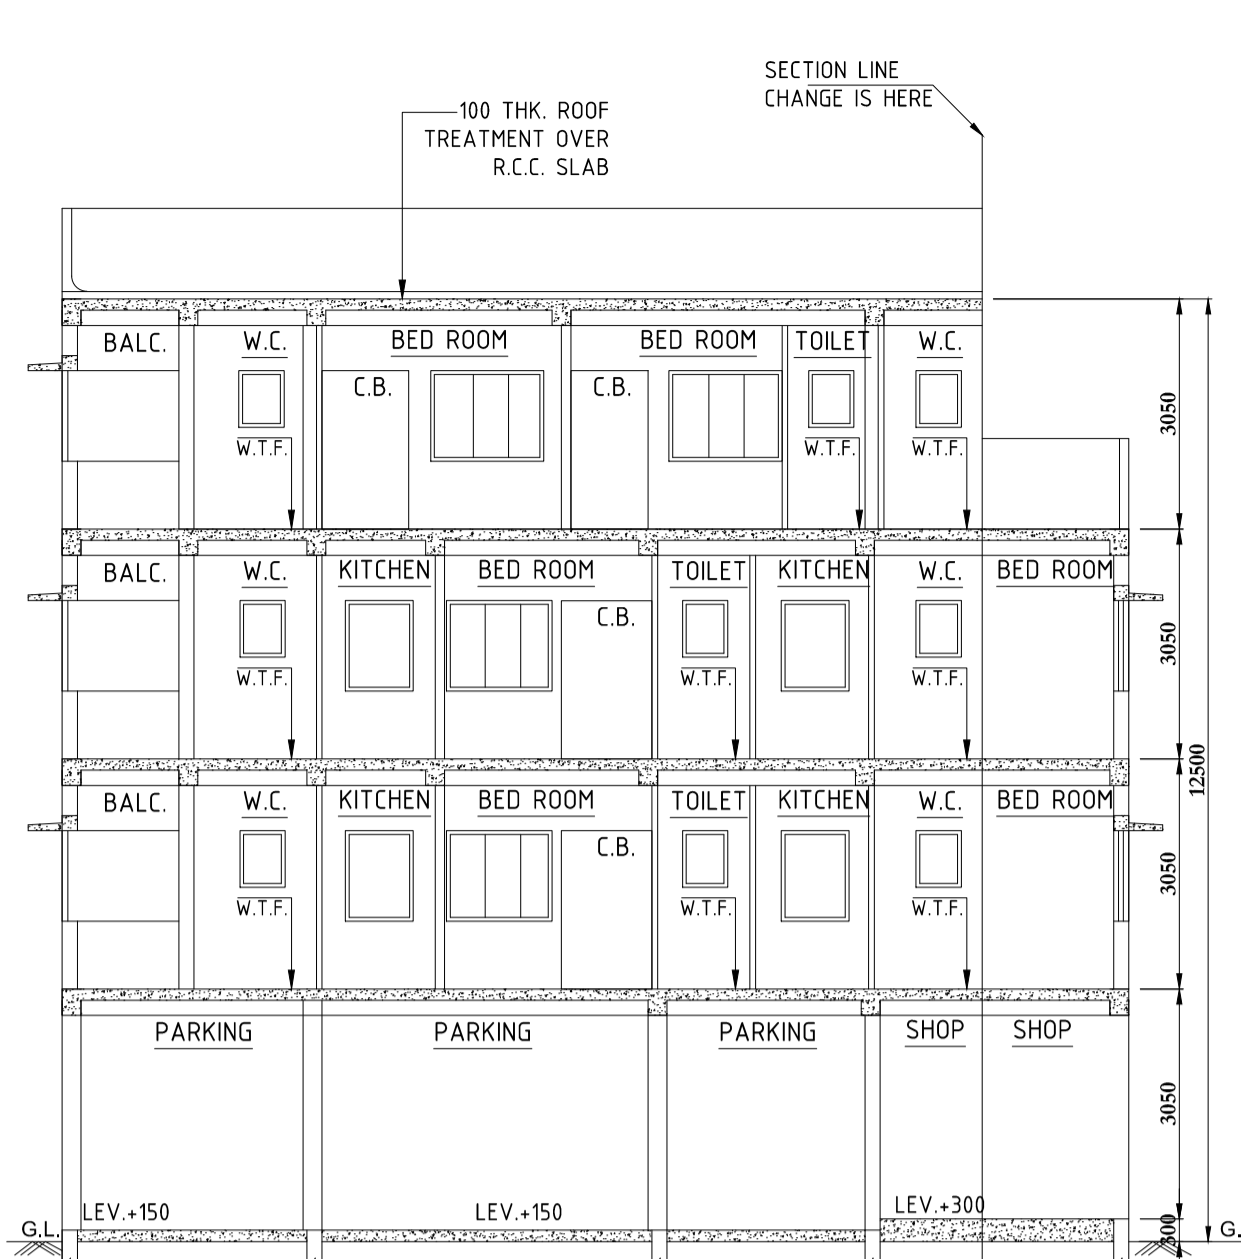 SECTION LINE
CHANGE IS HERE
100 THK. ROOF
TREATMENT OVER
R.C.C. SLAB
BALC.
W.C.
BED ROOM
BED ROOM
TOILET
W.C.
C.B.
C.B.
W.T.F.
W.T.F.
W.T.F.
3050
BALC.
W.C.
KITCHEN
BED ROOM
TOILET
KITCHEN
W.C.
BED ROOM
C.B.
W.T.F.
W.T.F.
W.T.F.
3050
12500
BALC.
W.C.
KITCHEN
BED ROOM
TOILET
KITCHEN
W.C.
BED ROOM
C.B.
W.T.F.
W.T.F.
W.T.F.
3050
PARKING
PARKING
PARKING
SHOP
SHOP
3050
LEV.+150
LEV.+150
LEV.+300
G.L.
300
G.